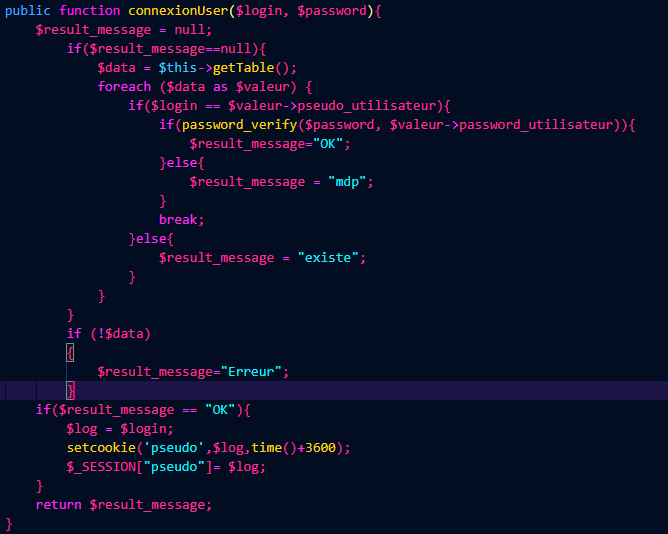 public function connexionUser($login, $password){
    $result_message = null;
        if($result_message==null){
            $data = $this->getTable();
            foreach ($data as $valeur) {
                if($login == $valeur->pseudo_utilisateur){
                    if(password_verify($password, $valeur->password_utilisateur)){
                        $result_message="OK";
                    }else{
                        $result_message = "mdp";
                    }
                    break;
                }else{
                    $result_message = "existe";
                }
            }
        }
        if (!$data)
        {
            $result_message="Erreur";
        }
    if($result_message == "OK"){
        $log = $login;
        setcookie('pseudo',$log,time()+3600);
        $_SESSION["pseudo"]= $log;
    }
    return $result_message;
}